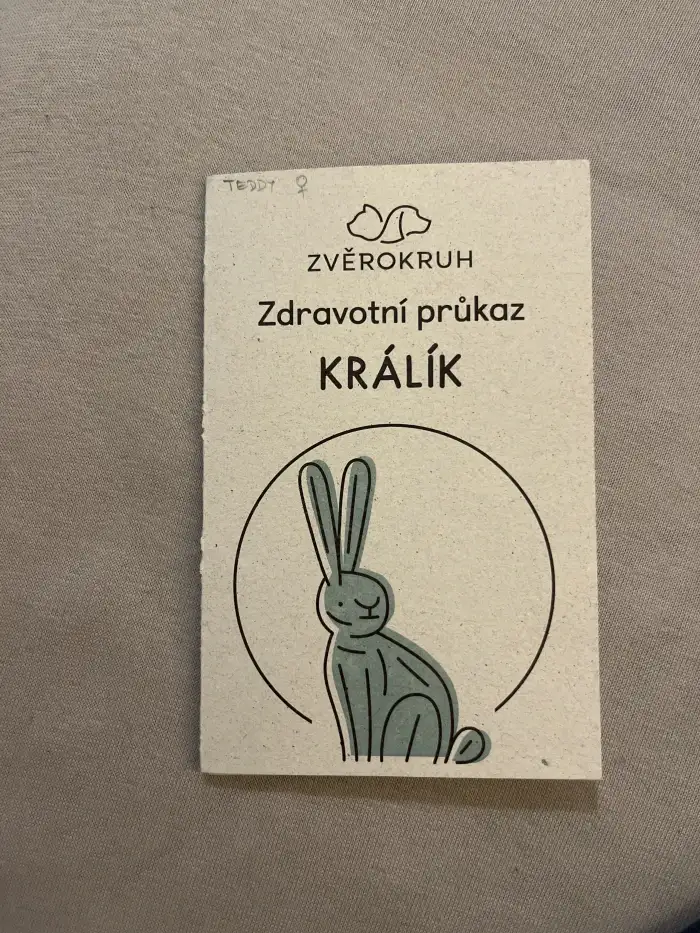 TEDDY ♀
ZVĚROKRUH
Zdravotní průkaz
KRÁLÍK